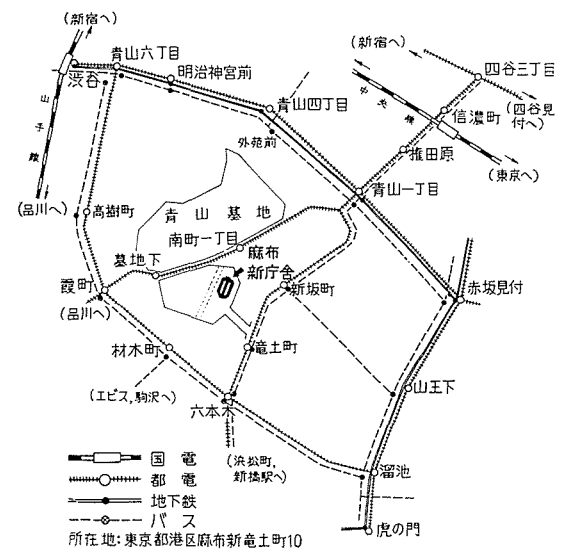 (新宿へ)
青山六丁目
渋谷
明治神宮前
青山四丁目
外苑前
山手線
(品川へ)
(新宿へ)
四谷三丁目
中央線
信濃町
(四谷見付へ)
権田原
(東京へ)
青山一丁目
高樹町
青山墓地
南町一丁目
麻布
新庁舎
墓地下
霞町
(品川へ)
新坂町
赤坂見付
材木町
竜土町
(エビス,駒沢へ)
六本木
山王下
(浜松町,
新橋駅へ)
溜池
虎の門
国電
都電
地下鉄
バス
所在地:東京都港区麻布新竜土町10